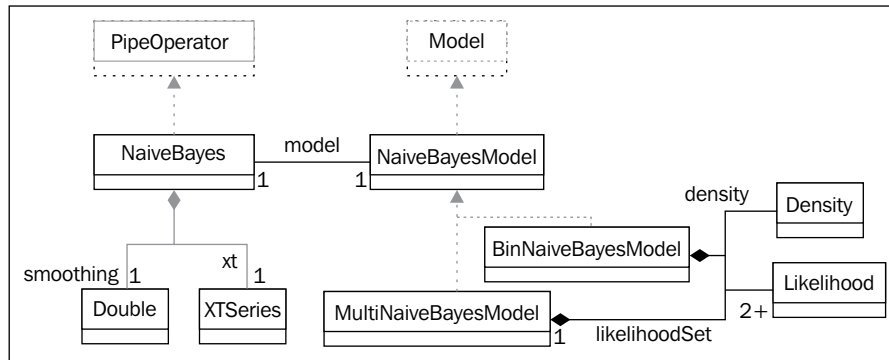 PipeOperator
Model
NaiveBayes
model
NaiveBayesModel
1
1
density
Density
BinNaiveBayesModel
smoothing
1
xt
1
Likelihood
Double
XTSeries
MultiNaiveBayesModel
1
likelihoodSet
2+